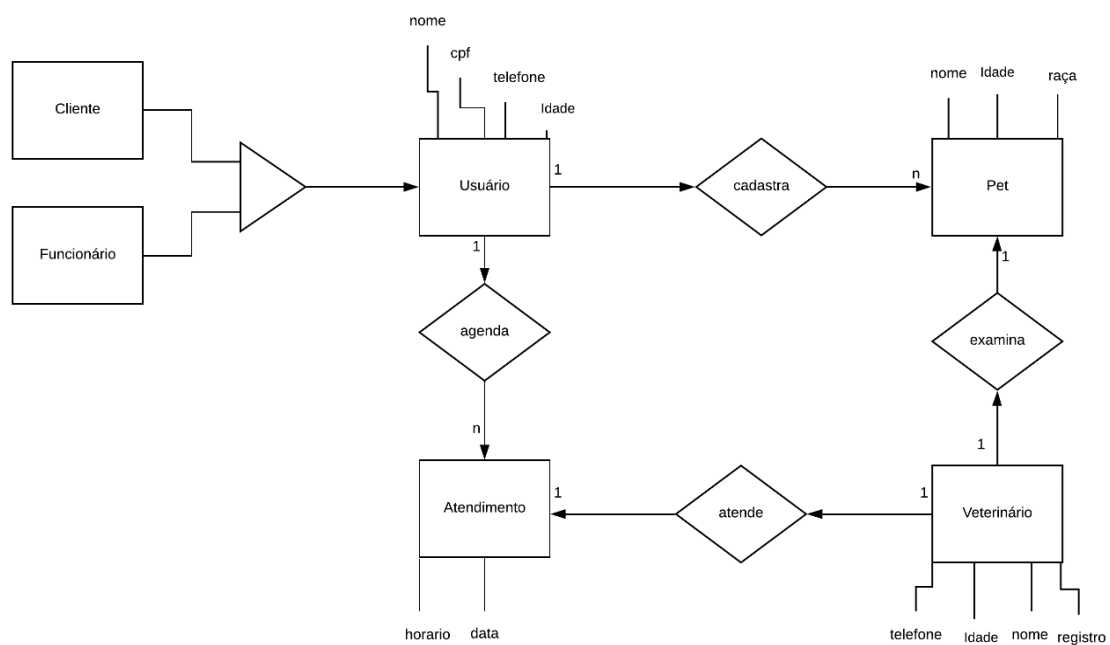 nome
cpf
telefone
Idade
nome
Idade
raça
Cliente
Usuário
1
cadastra
n
Pet
Funcionário
1
1
agenda
examina
n
1
Atendimento
1
atende
1
Veterinário
horario
data
telefone
Idade
nome
registro